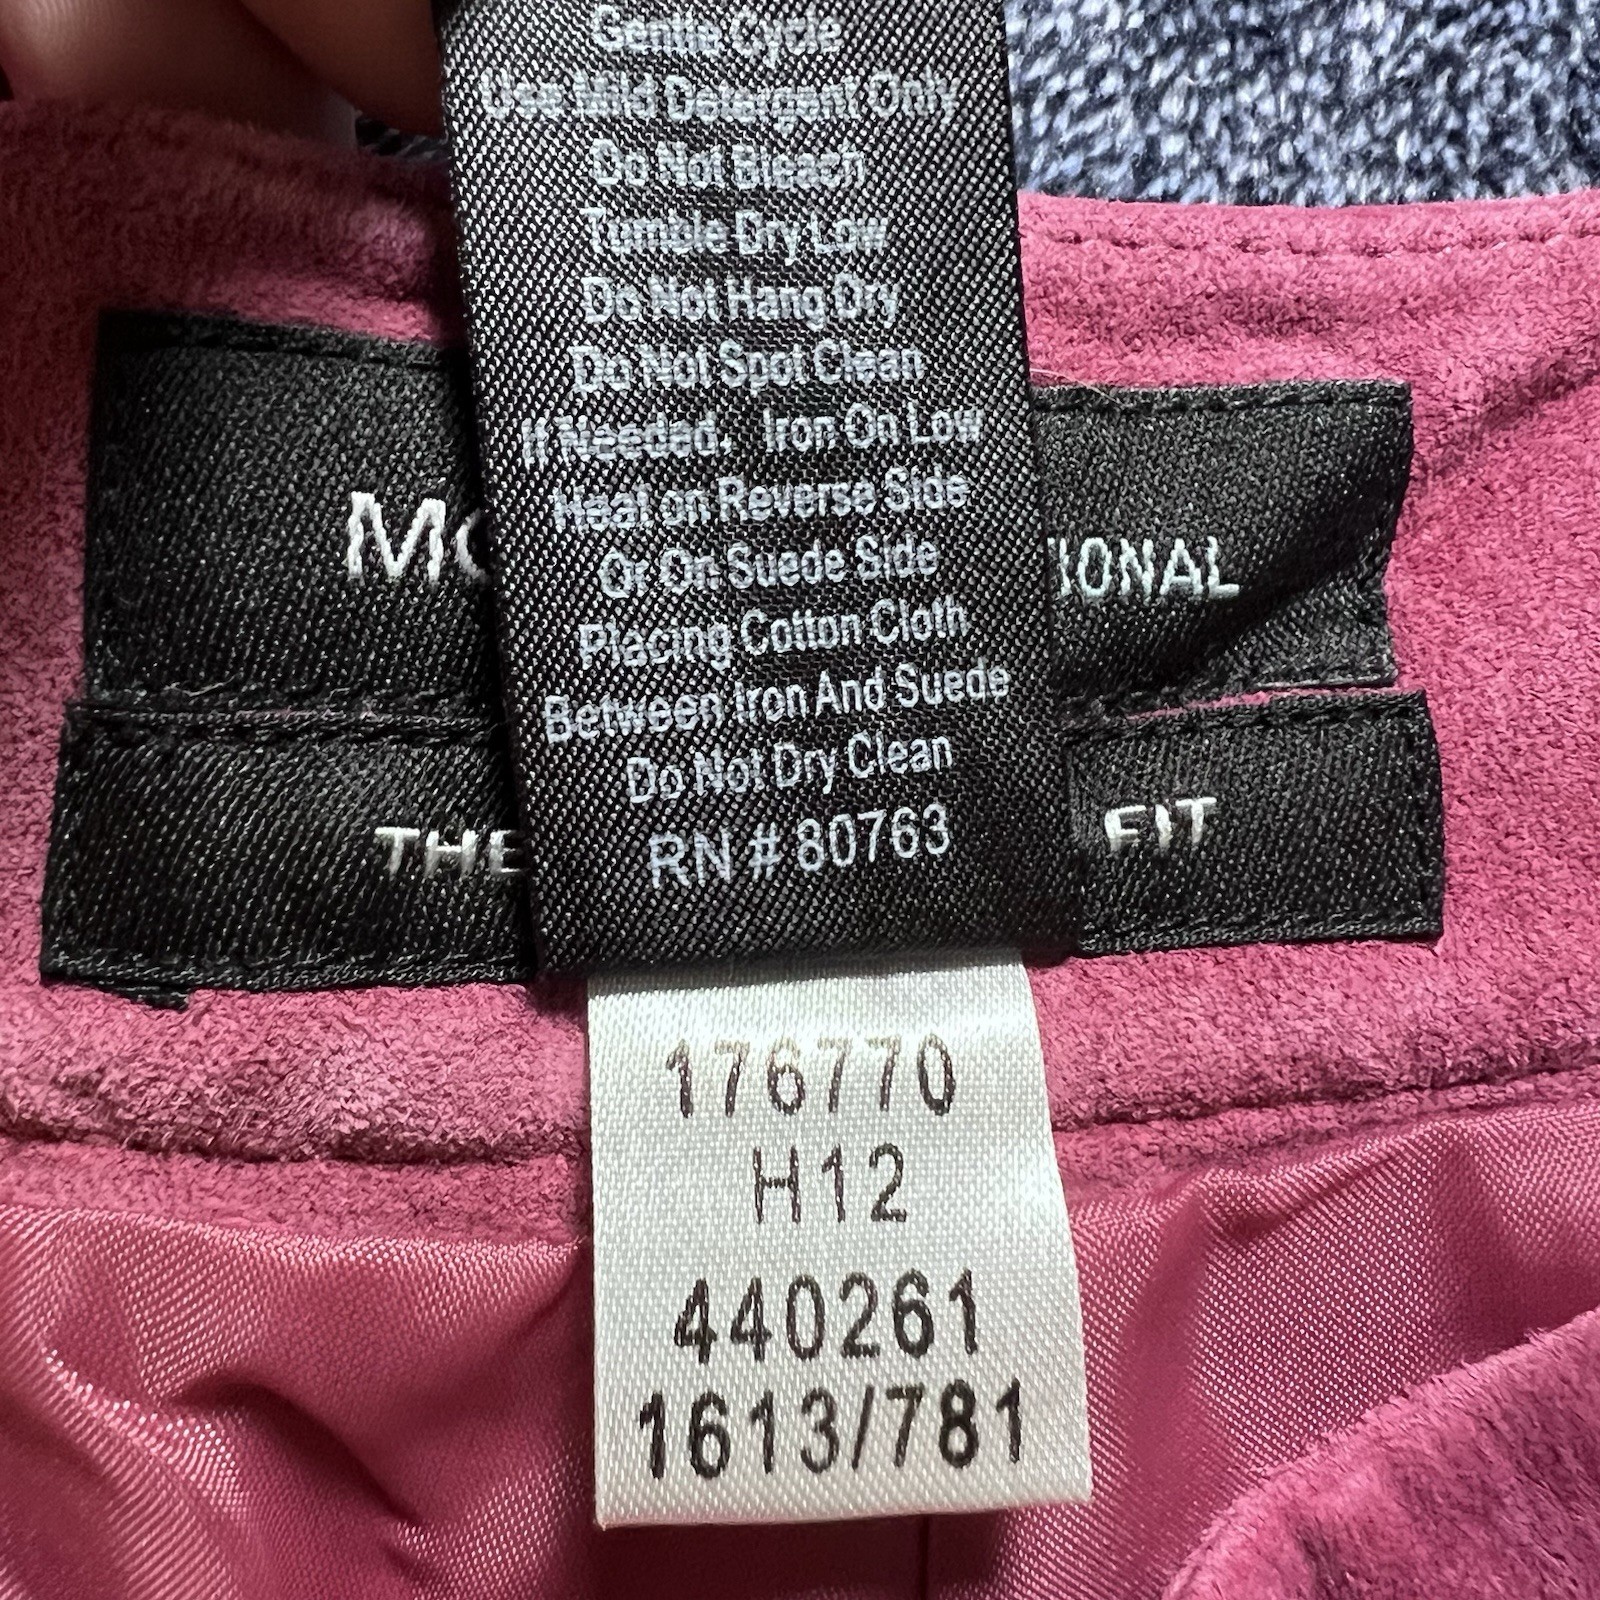 Gentle Cycle
Use Mild Detergent Only
Do Not Bleach
Tumble Dry Low
Do Not Hang Dry
Do Not Spot Clean
If Needed, Iron On Low
Heat on Reverse Side
Or On Suede Side
Placing Cotton Cloth
Between Iron And Suede
Do Not Dry Clean
RN # 80763
THE
FIT
176770
H12
440261
1613/781